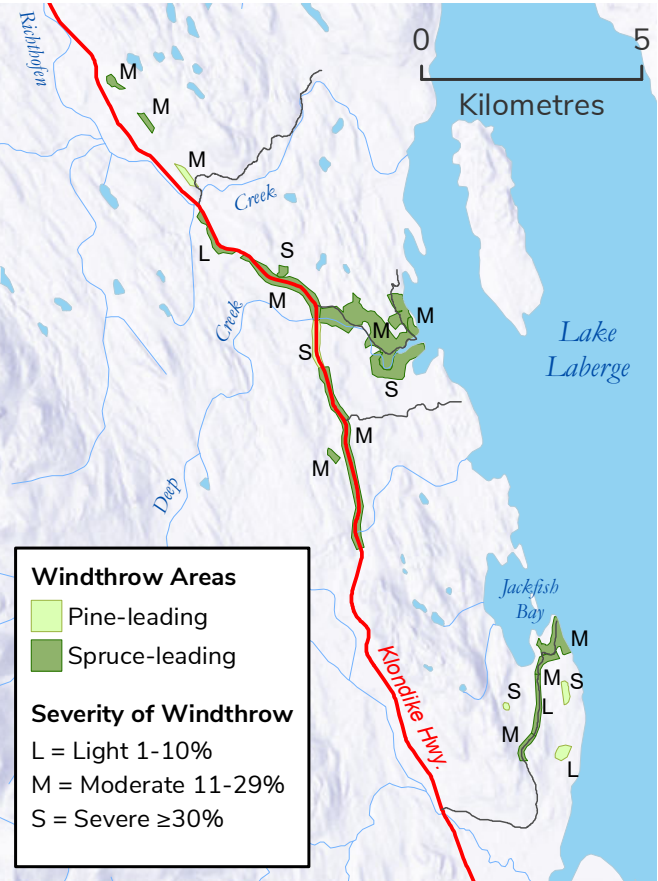 Richthofen
0 5
Kilometres
M
M
M
Creek
L
S
M
Creek
M
M
S
S
Lake
Laberge
M
M
Deep
Jackfish
Bay
M
M
S
S
L
M
L
Klondike Hwy.
Windthrow Areas
Pine-leading
Spruce-leading
Severity of Windthrow
L = Light 1-10%
M = Moderate 11-29%
S = Severe ≥30%